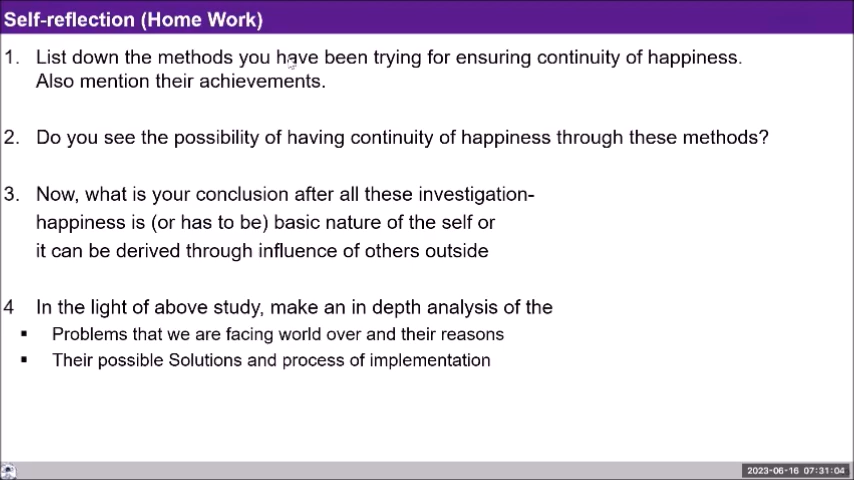 Self-reflection (Home Work)
1. List down the methods you have been trying for ensuring continuity of happiness.
Also mention their achievements.
2. Do you see the possibility of having continuity of happiness through these methods?
3. Now, what is your conclusion after all these investigation-
happiness is (or has to be) basic nature of the self or
it can be derived through influence of others outside
4 In the light of above study, make an in depth analysis of the
▪ Problems that we are facing world over and their reasons
▪ Their possible Solutions and process of implementation
2023-06-16 07:31:04